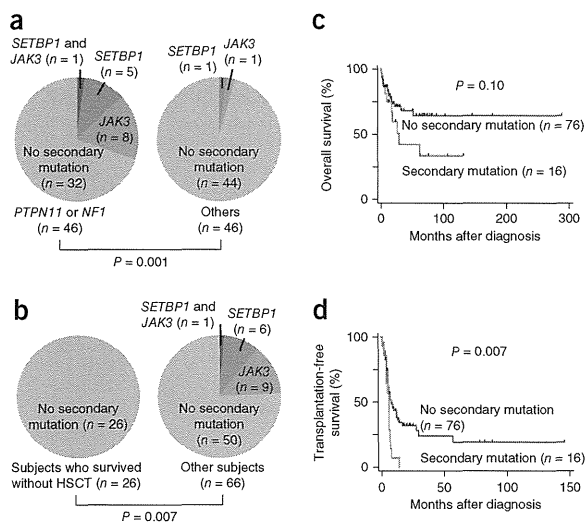 a
SETBP1 and
JAK3 (n = 1)
SETBP1
(n = 5)
JAK3
(n = 8)
No secondary
mutation
(n = 32)
PTPN11 or NF1
(n = 46)
SETBP1
(n = 1)
JAK3
(n = 1)
No secondary
mutation
(n = 44)
Others
(n = 46)
P = 0.001
b
No secondary
mutation (n = 26)
Subjects who survived
without HSCT (n = 26)
SETBP1 and
JAK3 (n = 1)
SETBP1
(n = 6)
JAK3
(n = 9)
No secondary
mutation
(n = 50)
Other subjects
(n = 66)
P = 0.007
c
Overall survival (%)
100
50
0
P = 0.10
No secondary mutation (n = 76)
Secondary mutation (n = 16)
0 100 200 300
Months after diagnosis
d
Transplantation-free
survival (%)
100
50
0
P = 0.007
No secondary mutation
(n = 76)
Secondary mutation (n = 16)
0 50 100 150
Months after diagnosis